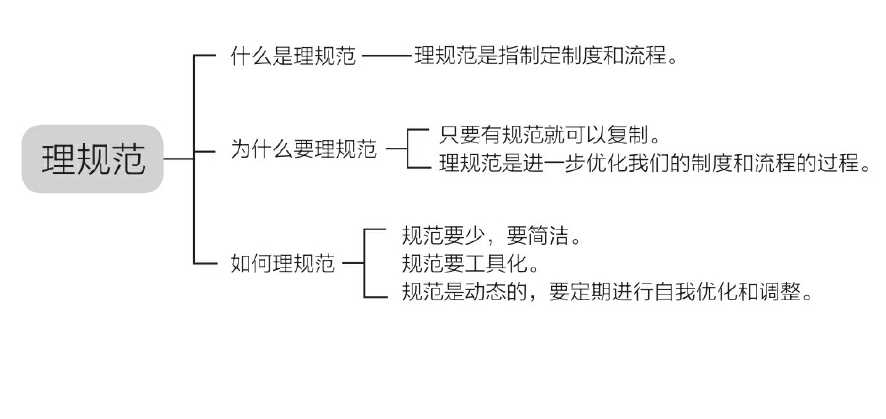 理规范
什么是理规范
理规范是指制定制度和流程。
为什么要理规范
只要有规范就可以复制。
理规范是进一步优化我们的制度和流程的过程。
如何理规范
规范要少，要简洁。
规范要工具化。
规范是动态的，要定期进行自我优化和调整。